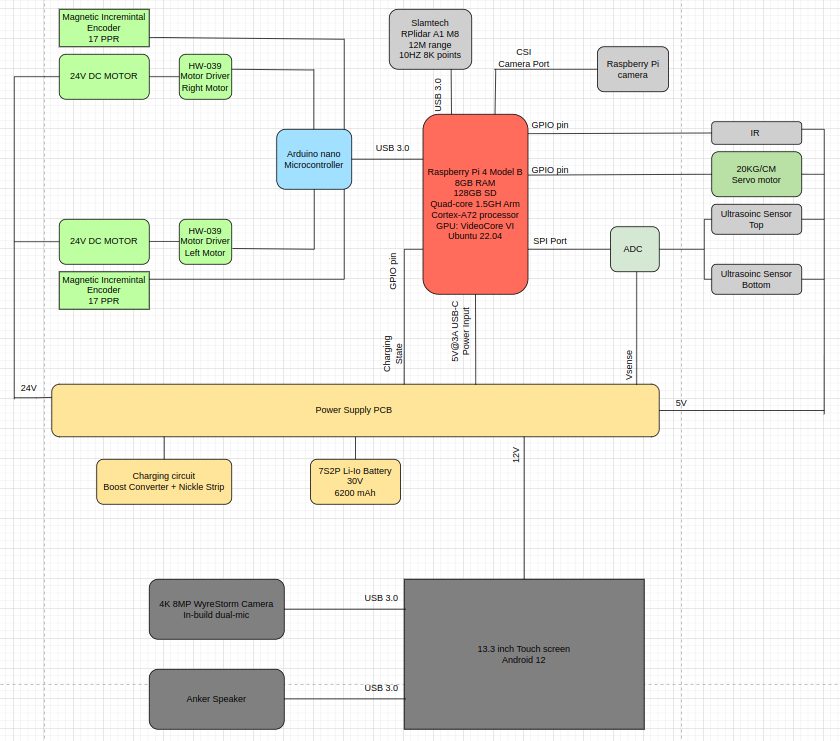 Magnetic Incremintal
Encoder
17 PPR
24V DC MOTOR
HW-039
Motor Driver
Right Motor
Slamtech
RPlidar A1 M8
12M range
10HZ 8K points
CSI
Camera Port
Raspberry Pi
camera
USB 3.0
Arduino nano
Microcontroller
USB 3.0
Raspberry Pi 4 Model B
8GB RAM
128GB SD
Quad-core 1.5GH Arm
Cortex-A72 processor
GPU: VideoCore VI
Ubuntu 22.04
GPIO pin
IR
GPIO pin
20KG/CM
Servo motor
Ultrasoinc Sensor
Top
SPI Port
ADC
Ultrasoinc Sensor
Bottom
24V DC MOTOR
HW-039
Motor Driver
Left Motor
Magnetic Incremintal
Encoder
17 PPR
GPIO pin
Charging
State
5V@3A USB-C
Power Input
Vsense
24V
Power Supply PCB
5V
Charging circuit
Boost Converter + Nickle Strip
7S2P Li-Io Battery
30V
6200 mAh
12V
4K 8MP WyreStorm Camera
In-build dual-mic
USB 3.0
13.3 inch Touch screen
Android 12
Anker Speaker
USB 3.0